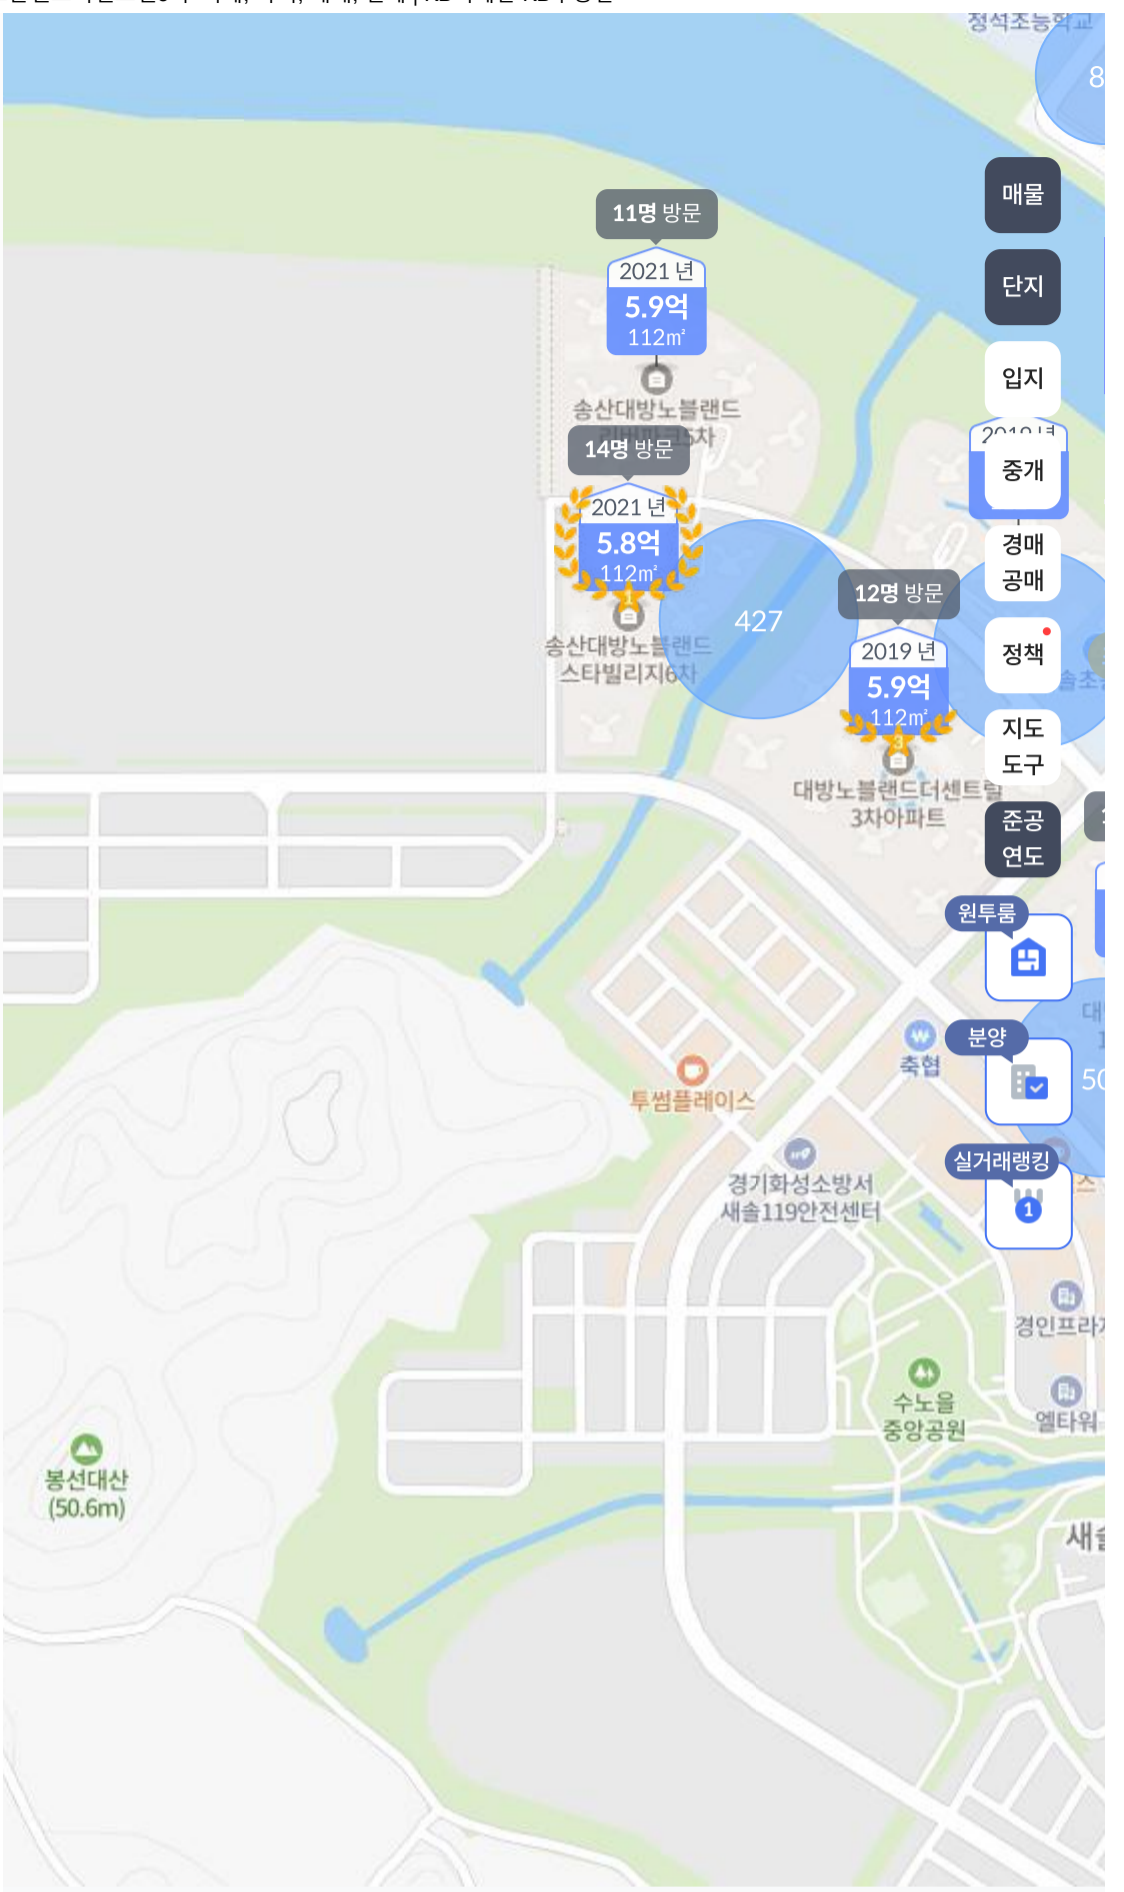 정석초등학교
8
매물
11명 방문
2021 년
5.9억
112㎡
단지
입지
송산대방노블랜드
14명 방문
2021 년
5.8억
112㎡
1
송산대방노블랜드
스타빌리지6차
중개
경매
공매
427
12명 방문
2019 년
5.9억
112㎡
3
대방노블랜드더센트럴
3차아파트
정책
지도
도구
준공
연도
원투룸
축협
분양
50
투썸플레이스
경기화성소방서
새솔119안전센터
실거래랭킹
1
경인프라자
수노을
중앙공원
엘타워
봉선대산
(50.6m)